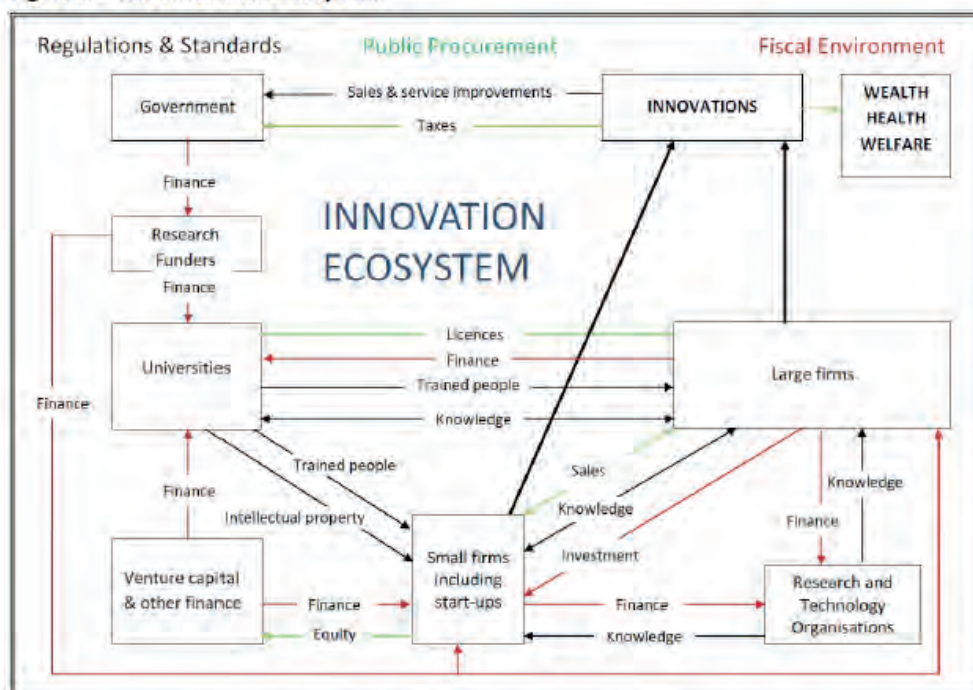 Regulations & Standards
Public Procurement
Fiscal Environment
Government
Sales & service improvements
Taxes
INNOVATIONS
WEALTH
HEALTH
WELFARE
Finance
Research
Funders
Finance
INNOVATION
ECOSYSTEM
Universities
Licences
Finance
Trained people
Knowledge
Large firms
Finance
Trained people
Intellectual property
Finance
Sales
Knowledge
Investment
Finance
Knowledge
Venture capital
& other finance
Finance
Equity
Small firms
including
start-ups
Finance
Knowledge
Research and
Technology
Organisations